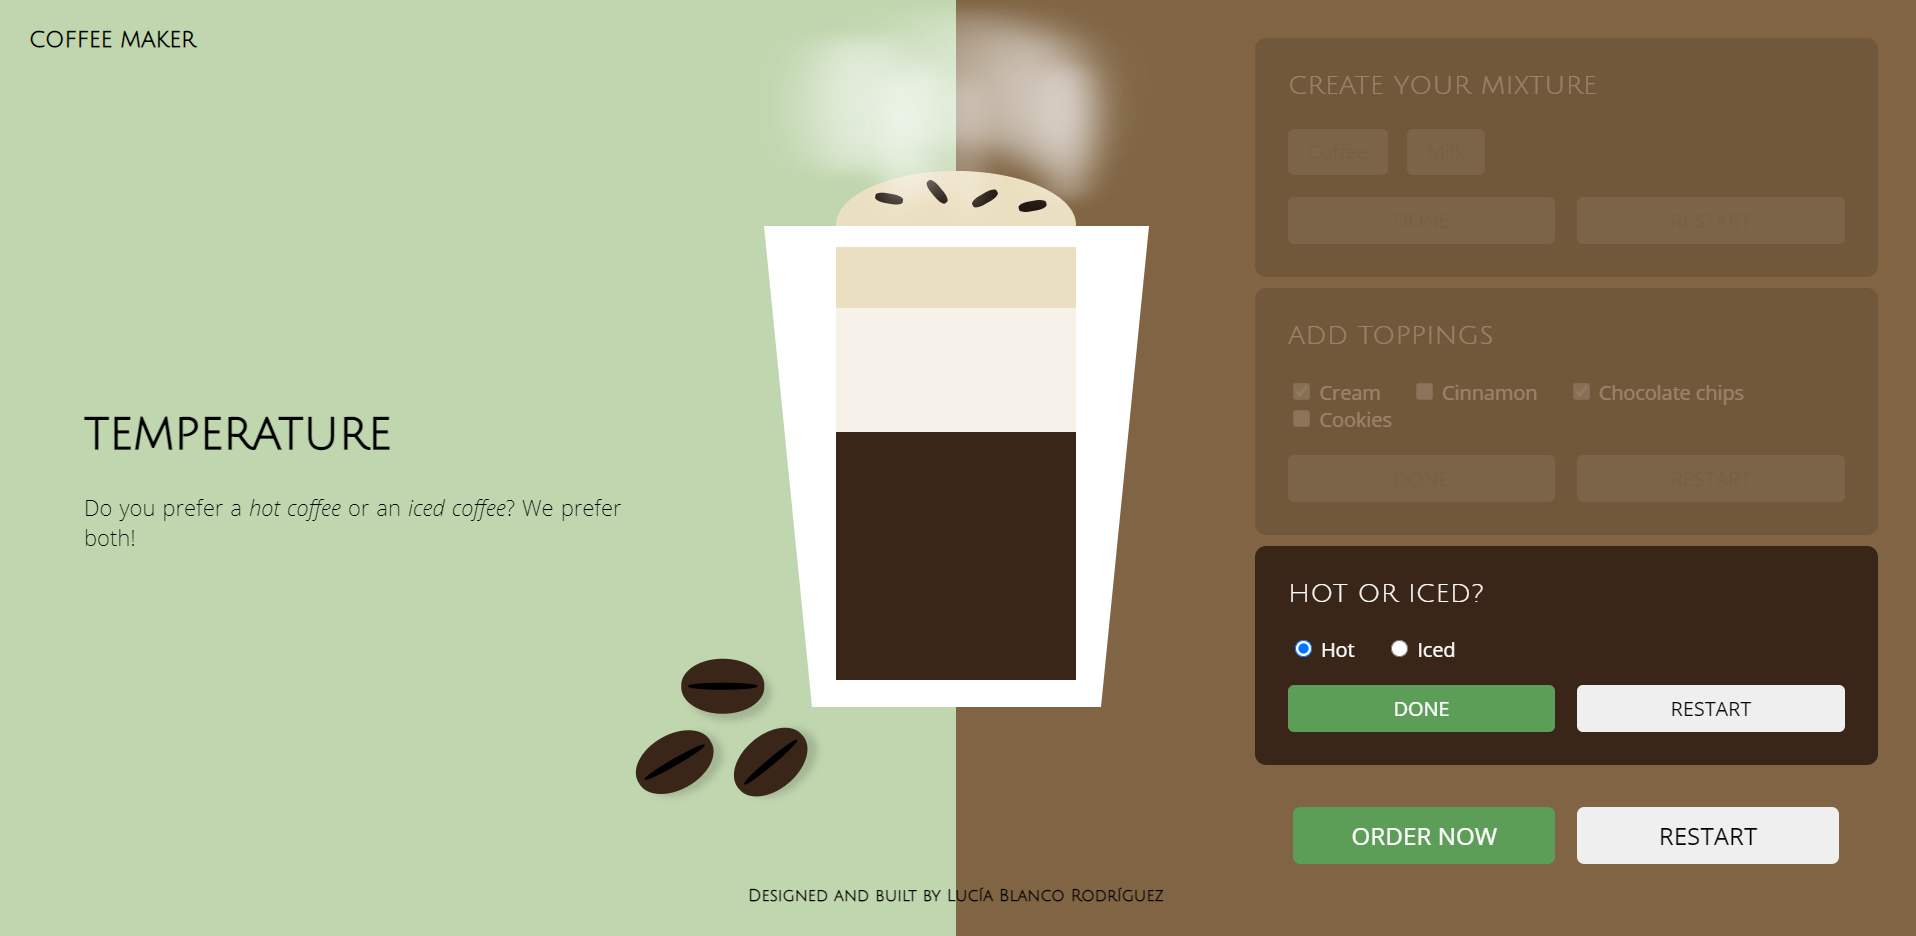 COFFEE MAKER
TEMPERATURE
Do you prefer a hot coffee or an iced coffee? We prefer
both!
CREATE YOUR MIXTURE
Coffee Milk
DONE RESTART
ADD TOPPINGS
Cream Cinnamon Chocolate chips
Cookies
DONE RESTART
HOT OR ICED?
Hot Iced
DONE RESTART
ORDER NOW RESTART
Designed and built by Lucía Blanco Rodríguez